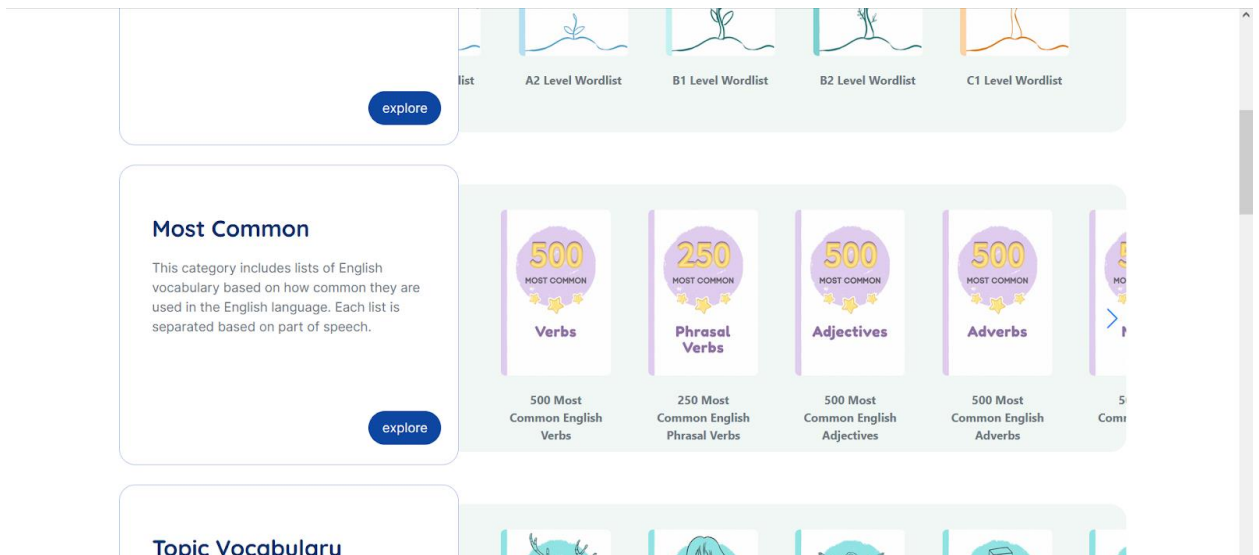 list
A2 Level Wordlist
B1 Level Wordlist
B2 Level Wordlist
C1 Level Wordlist
explore
Most Common
This category includes lists of English
vocabulary based on how common they are
used in the English language. Each list is
separated based on part of speech.
explore
500
MOST COMMON
Verbs
500 Most
Common English
Verbs
250
MOST COMMON
Phrasal
Verbs
250 Most
Common English
Phrasal Verbs
500
MOST COMMON
Adjectives
500 Most
Common English
Adjectives
500
MOST COMMON
Adverbs
500 Most
Common English
Adverbs
Topic Vocabulary